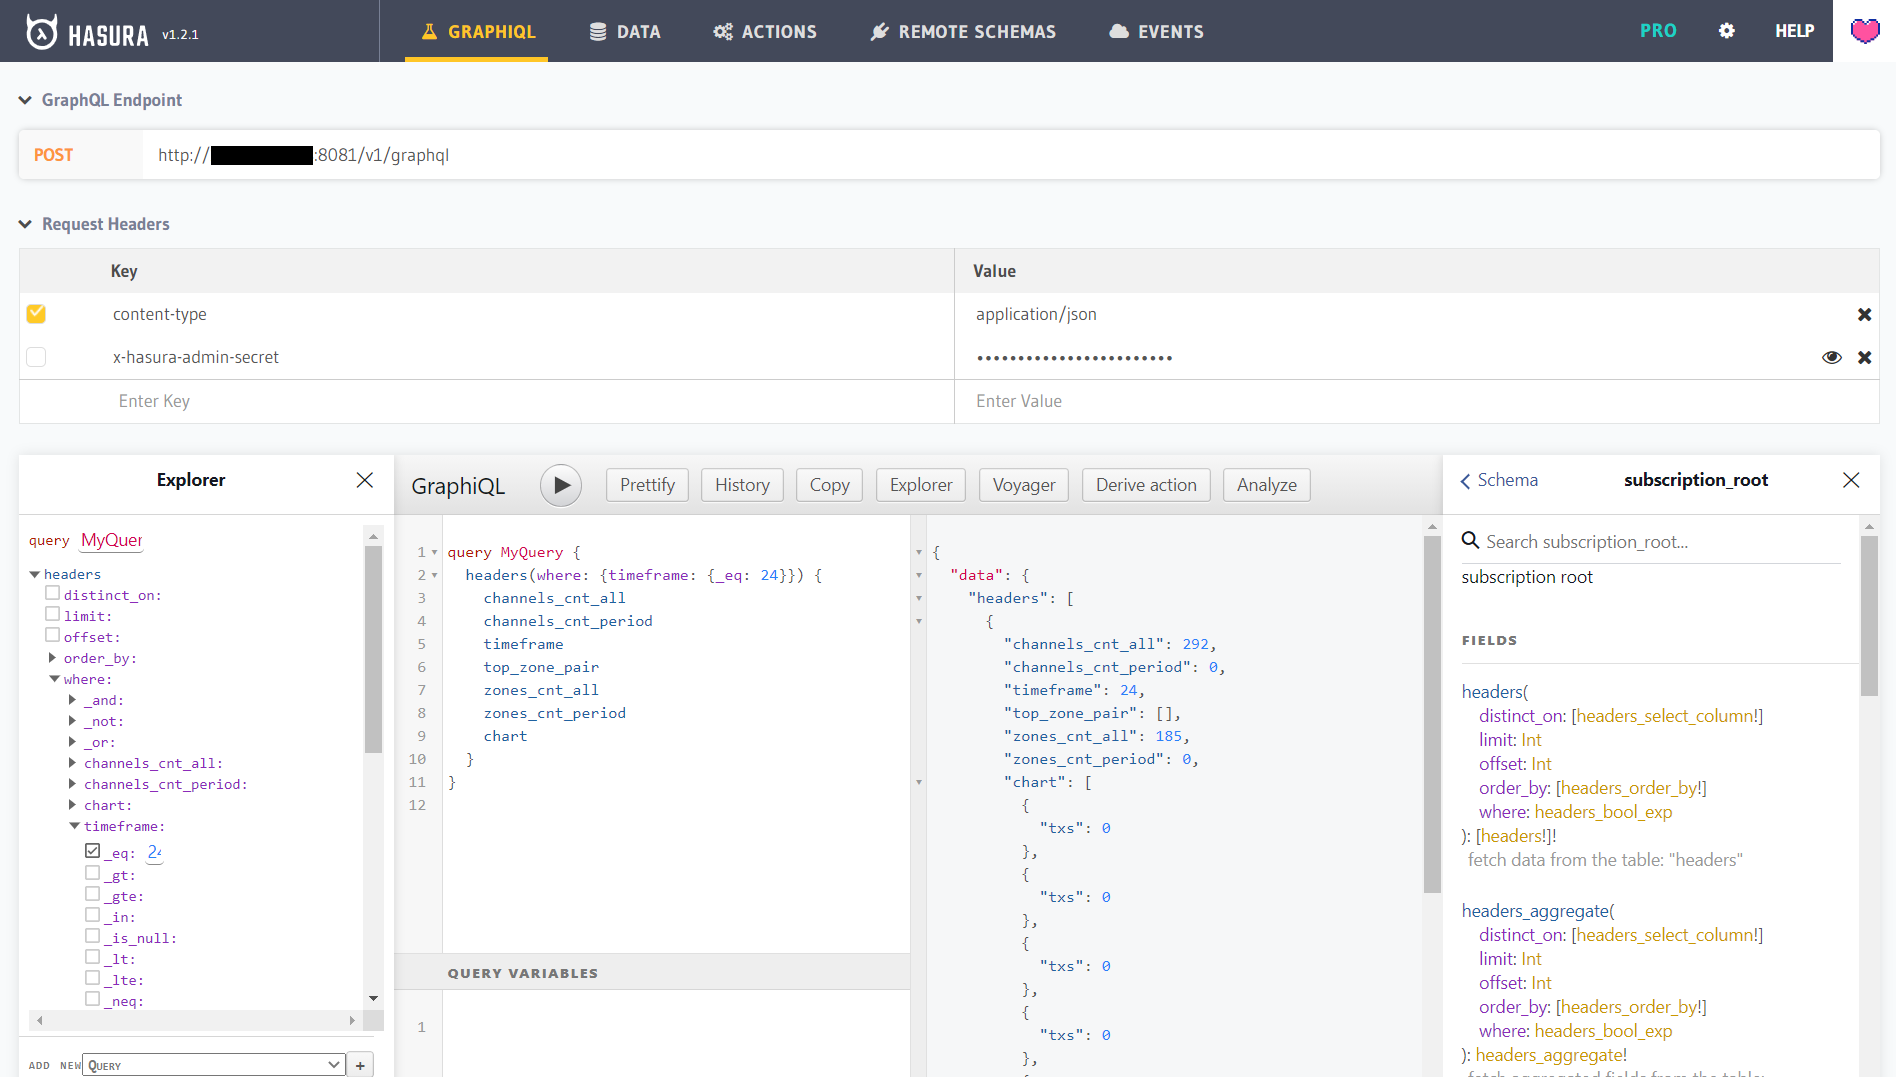 HASURA v1.2.1 GRAPHIQL DATA ACTIONS REMOTE SCHEMAS EVENTS PRO HELP
GraphQL Endpoint
POST http:// :8081/v1/graphql
Request Headers
Key Value
content-type application/json
x-hasura-admin-secret ••••••••••••••••••••••••
Enter Key Enter Value
Explorer
query MyQuer
headers
distinct_on:
limit:
offset:
order_by:
where:
_and:
_not:
_or:
channels_cnt_all:
channels_cnt_period:
chart:
timeframe:
_eq: 24
_gt:
_gte:
_in:
_is_null:
_lt:
_lte:
_neq:
ADD NEW QUERY +
GraphiQL Prettify History Copy Explorer Voyager Derive action Analyze
1 query MyQuery {
2 headers(where: {timeframe: {_eq: 24}}) {
3 channels_cnt_all
4 channels_cnt_period
5 timeframe
6 top_zone_pair
7 zones_cnt_all
8 zones_cnt_period
9 chart
10 }
11 }
12
QUERY VARIABLES
1
{
"data": {
"headers": [
{
"channels_cnt_all": 292,
"channels_cnt_period": 0,
"timeframe": 24,
"top_zone_pair": [],
"zones_cnt_all": 185,
"zones_cnt_period": 0,
"chart": [
{
"txs": 0
},
{
"txs": 0
},
{
"txs": 0
},
{
"txs": 0
},
Schema subscription_root
Search subscription_root...
subscription root
FIELDS
headers(
distinct_on: [headers_select_column!]
limit: Int
offset: Int
order_by: [headers_order_by!]
where: headers_bool_exp
): [headers!]!
fetch data from the table: "headers"
headers_aggregate(
distinct_on: [headers_select_column!]
limit: Int
offset: Int
order_by: [headers_order_by!]
where: headers_bool_exp
): headers_aggregate!
fetch aggregated fields from the table: